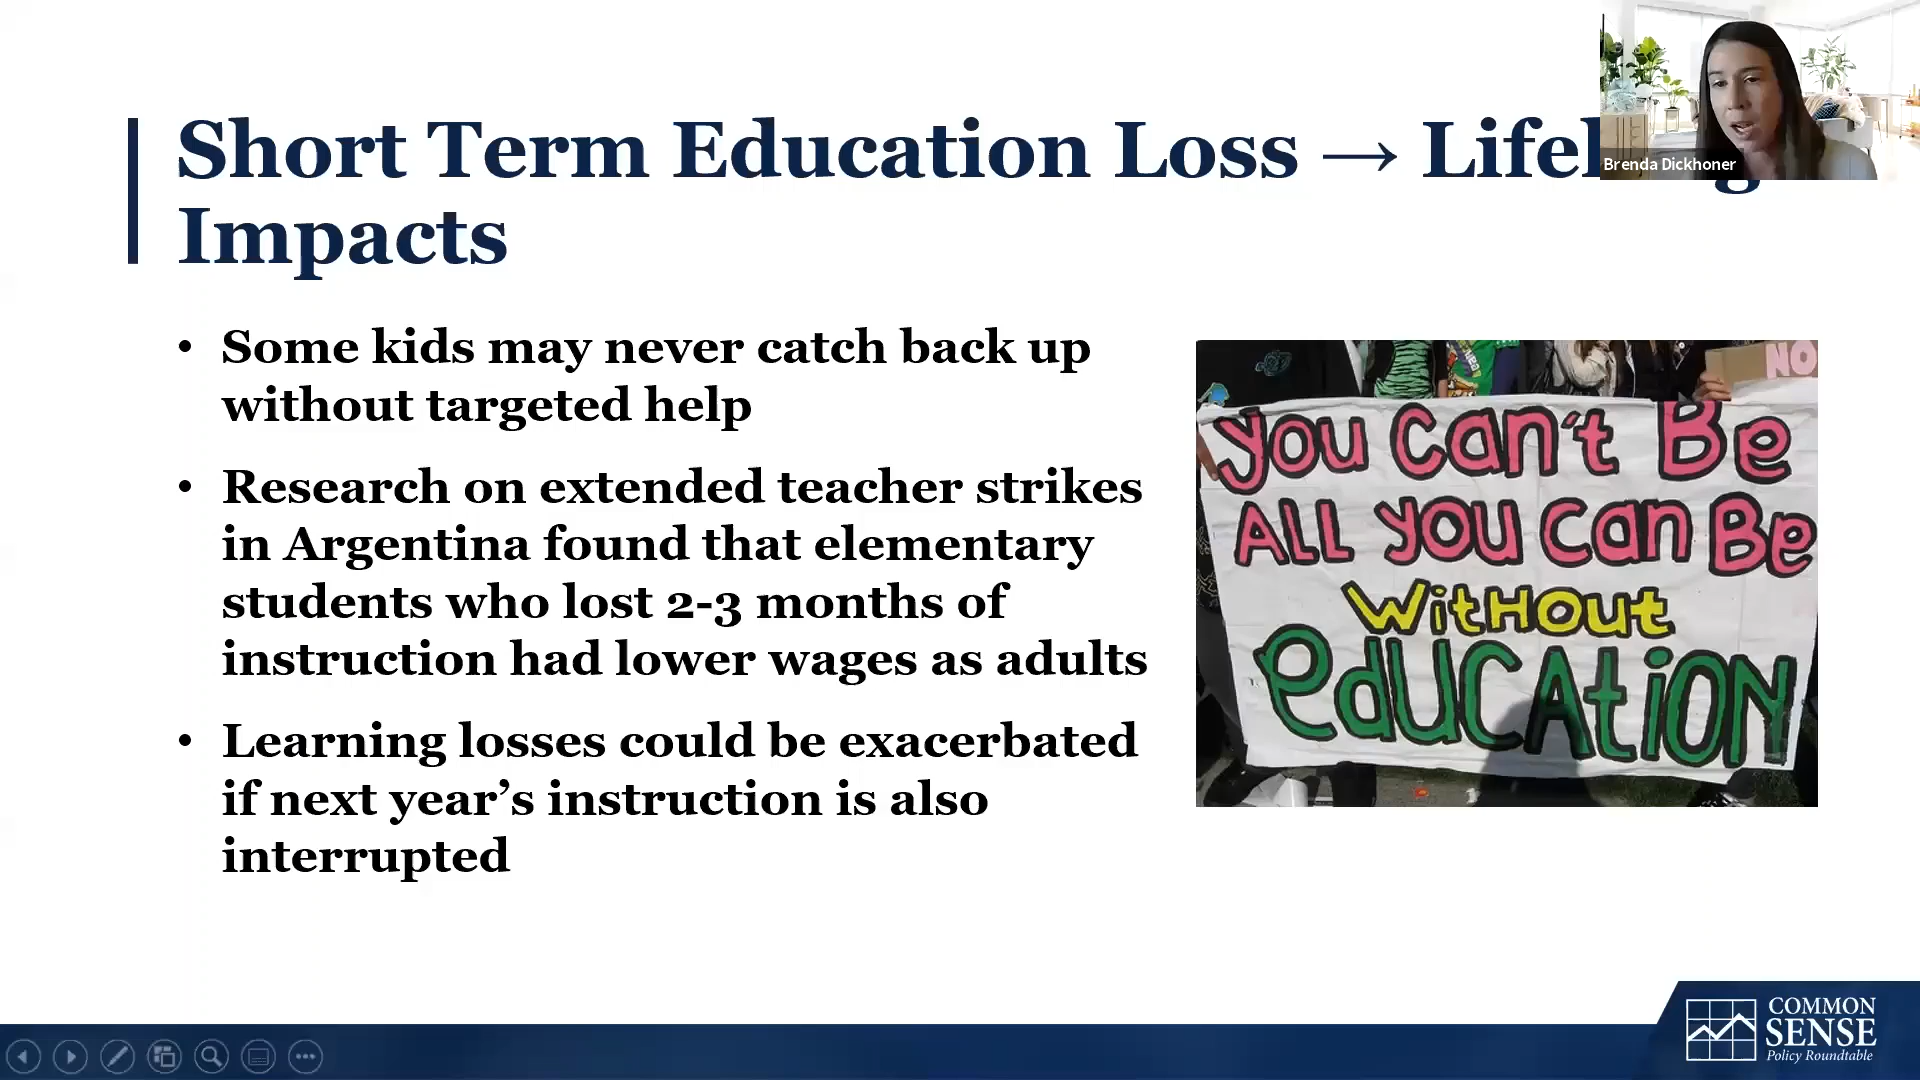 Short Term Education Loss → Lifel
Impacts
Brenda Dickhoner
• Some kids may never catch back up
without targeted help
• Research on extended teacher strikes
in Argentina found that elementary
students who lost 2-3 months of
instruction had lower wages as adults
• Learning losses could be exacerbated
if next year’s instruction is also
interrupted
NO
You can't Be
ALL you can Be
WitHout
edUCAtiON
COMMON
SENSE
Policy Roundtable